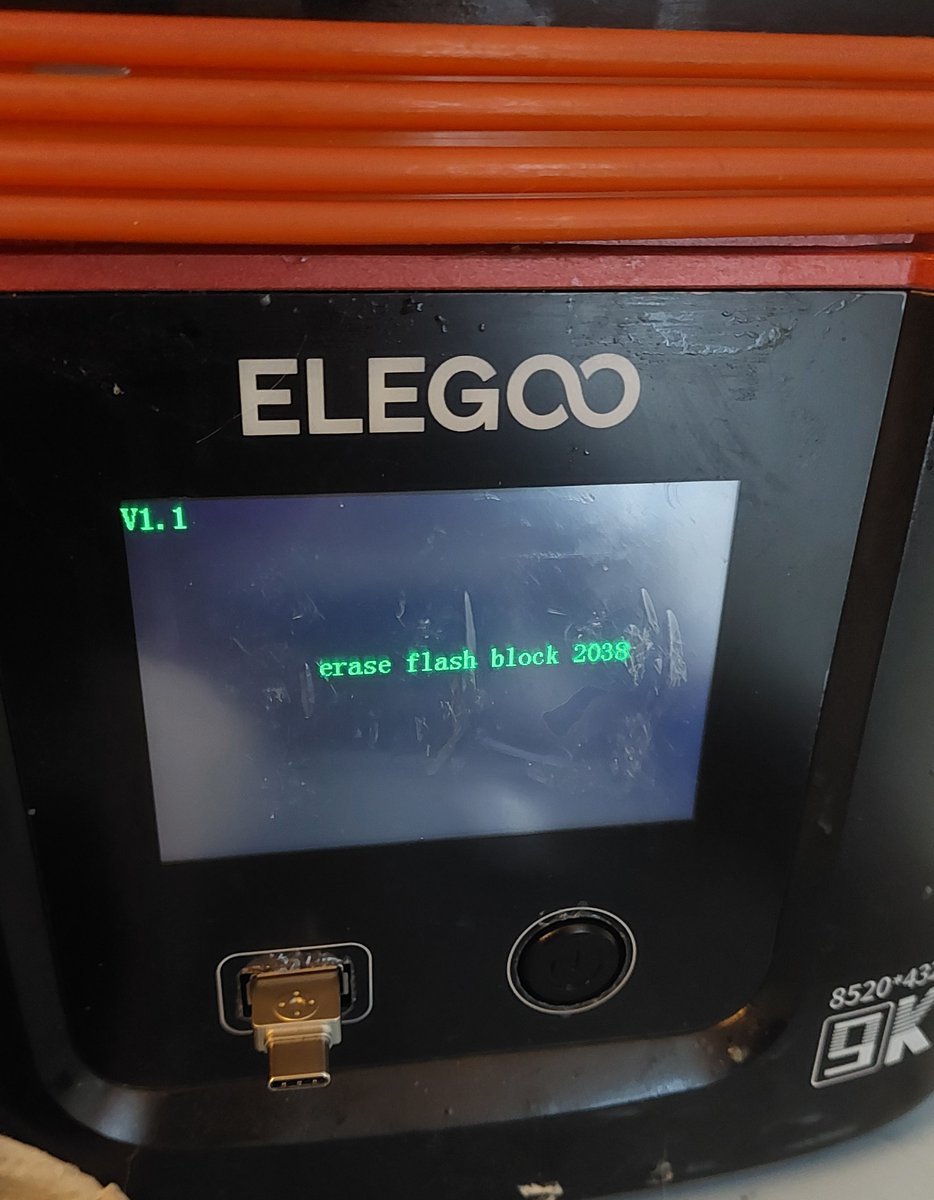 ELEGOO
V1.1
erase flash block 2038
9K